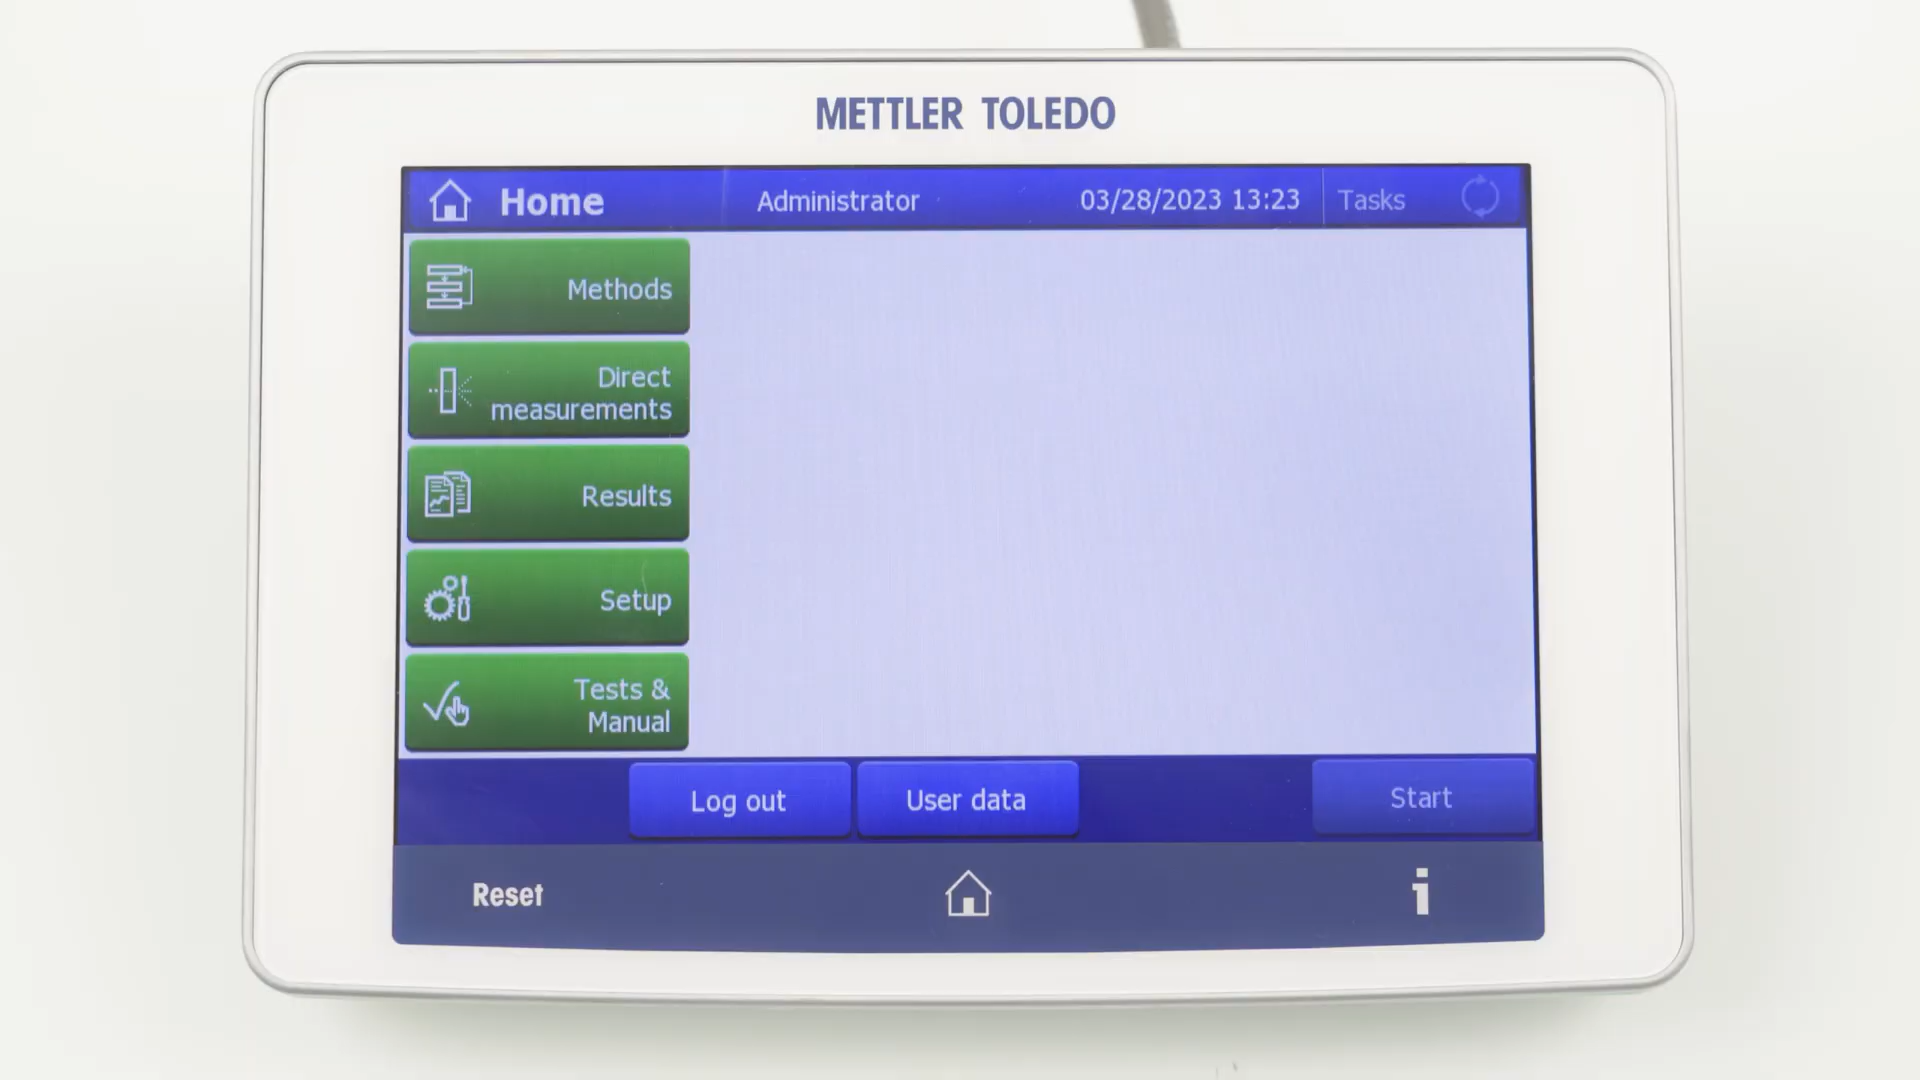 METTLER TOLEDO
Home
Administrator
03/28/2023 13:23
Tasks
Methods
Direct
measurements
Results
Setup
Tests &
Manual
Log out
User data
Start
Reset
i